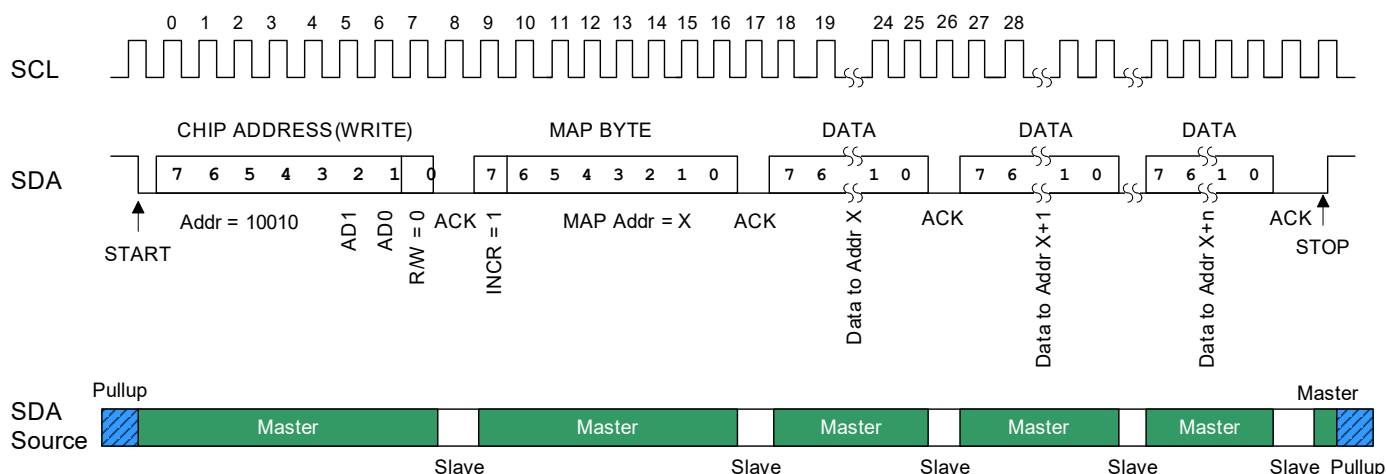 0 1 2 3 4 5 6 7 8 9 10 11 12 13 14 15 16 17 18 19 24 25 26 27 28
SCL
CHIP ADDRESS (WRITE) MAP BYTE DATA DATA DATA
SDA
7 6 5 4 3 2 1 0 7 6 5 4 3 2 1 0 7 6 1 0 7 6 1 0 7 6 1 0
START
Addr = 10010
AD1
AD0
R/W = 0
ACK
INCR = 1
MAP Addr = X
ACK
Data to Addr X
ACK
Data to Addr X+1
Data to Addr X+n
ACK
STOP
Pullup Master
SDA
Source
Master Master Master Master Master
Slave Slave Slave Slave Slave Pullup